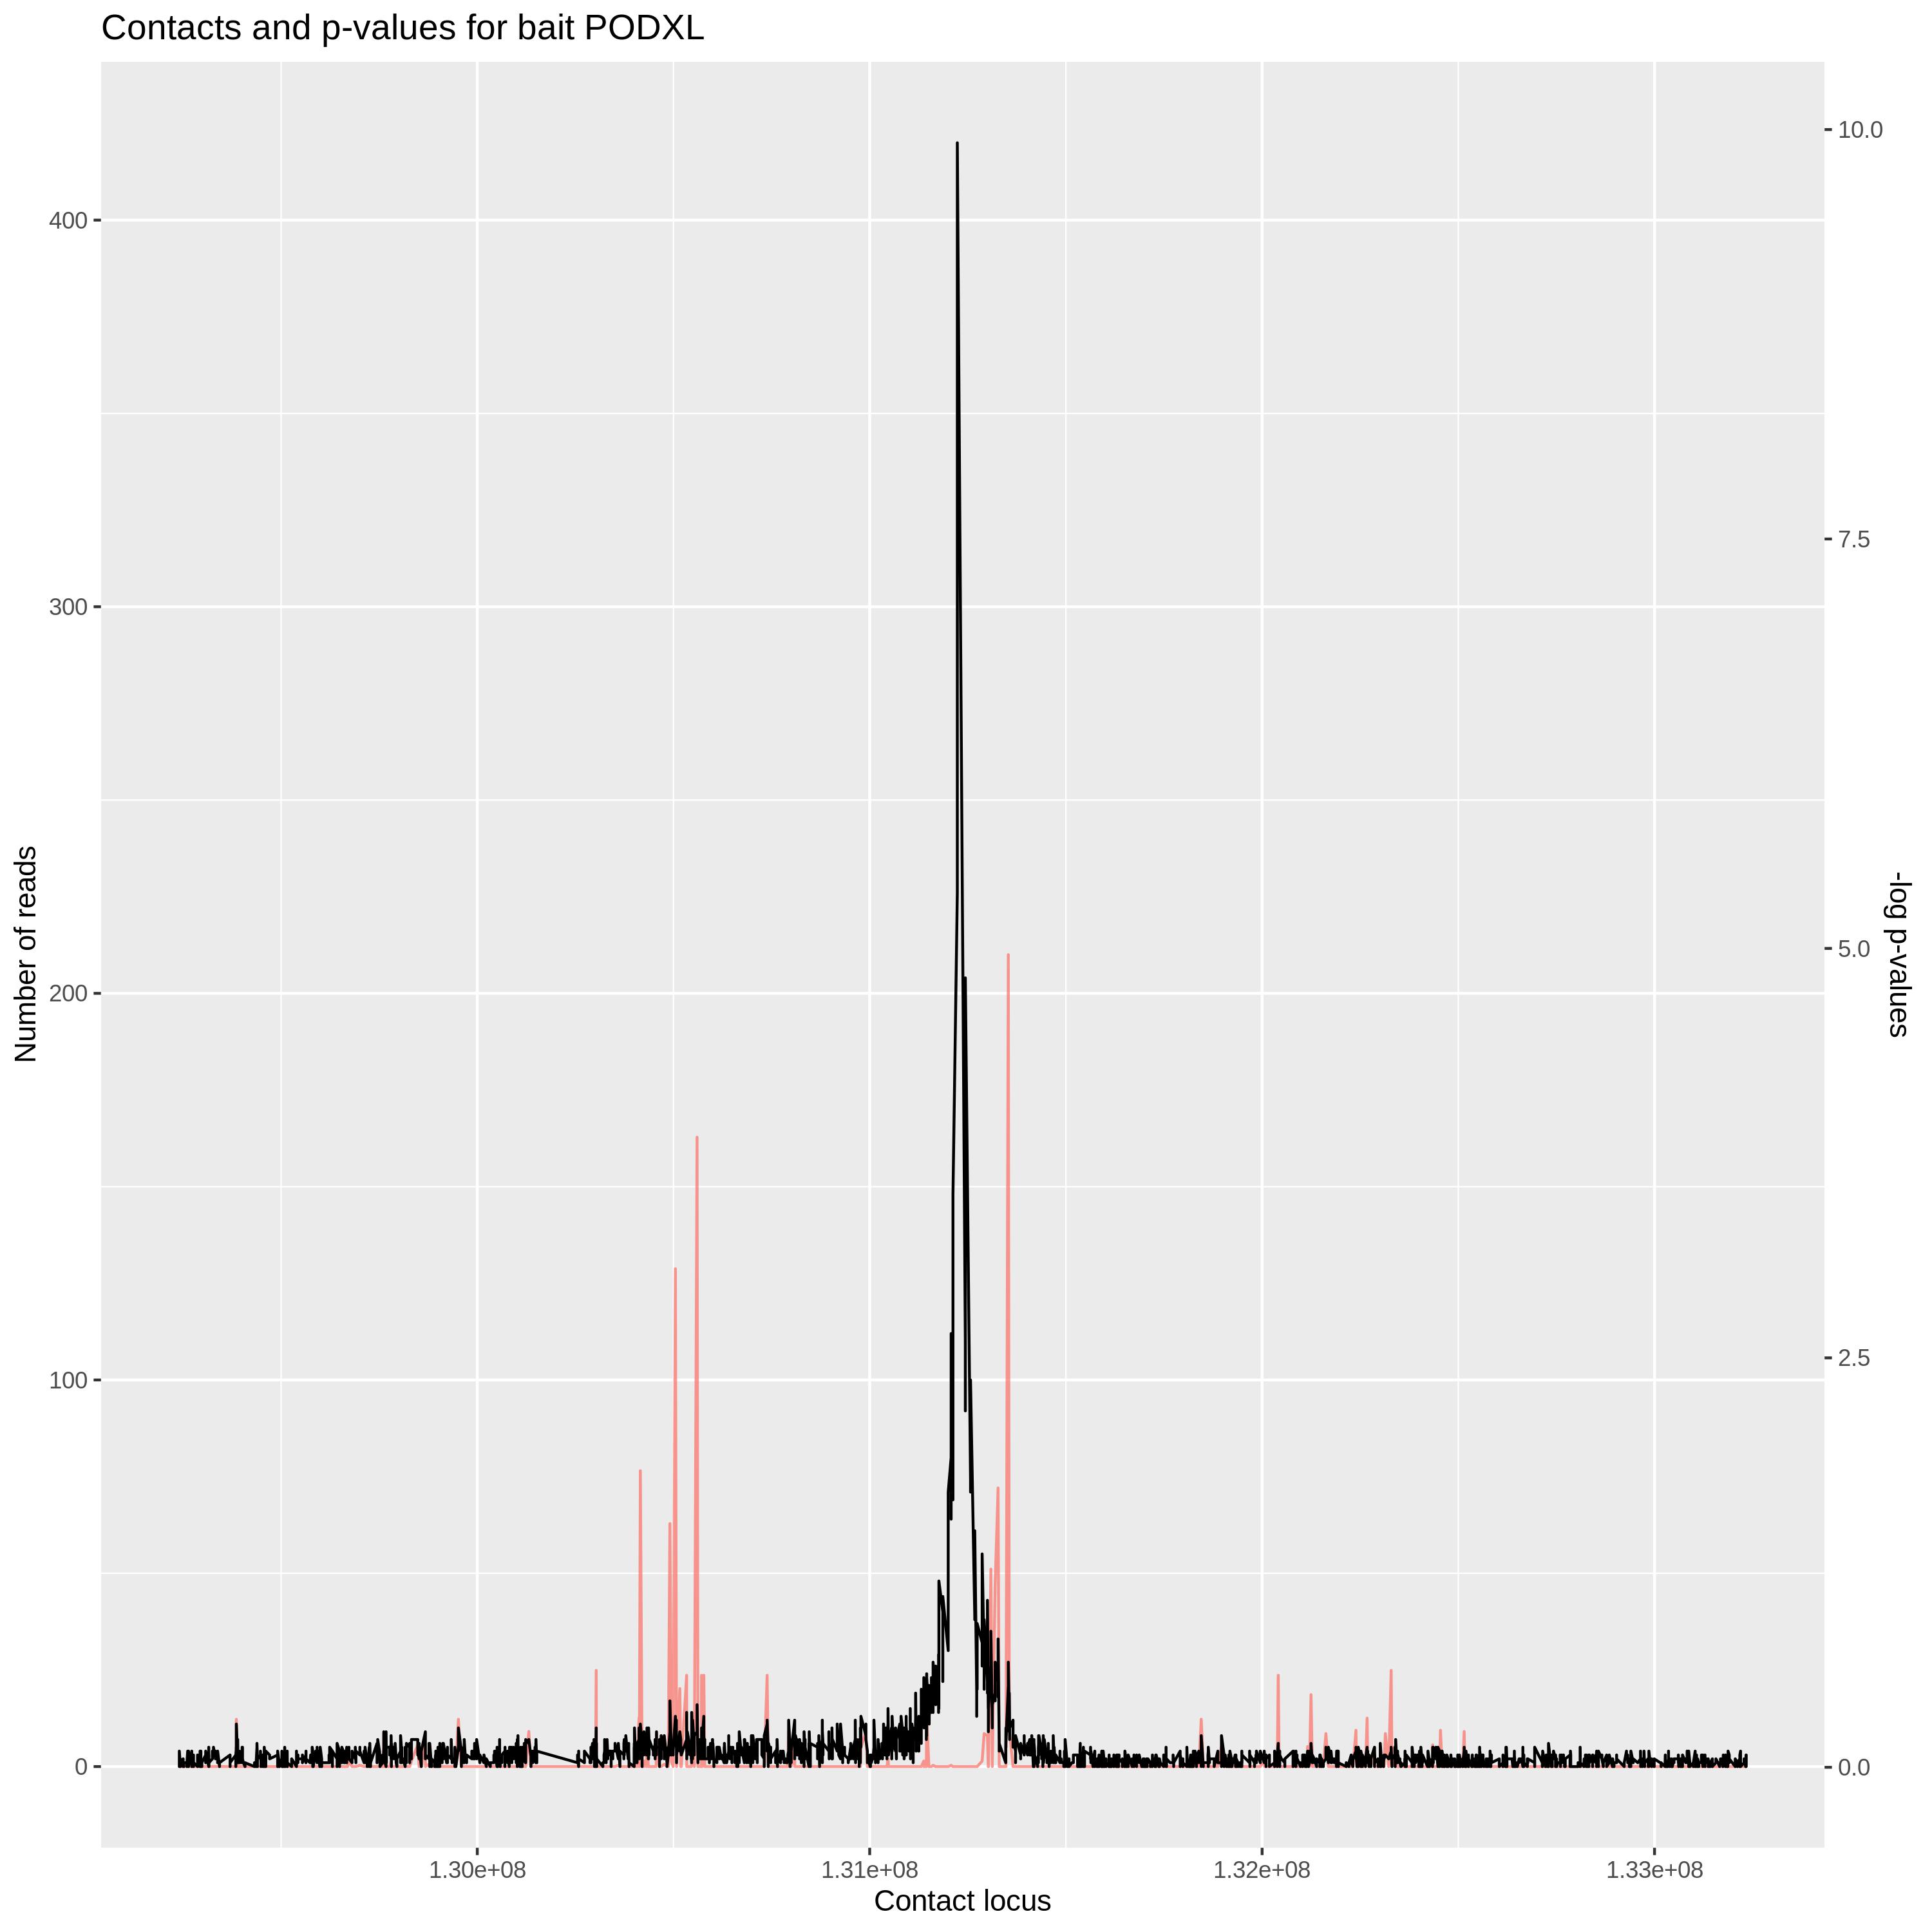 Contacts and p-values for bait PODXL
Number of reads
400
300
200
100
0
10.0
7.5
5.0
2.5
0.0
-log p-values
1.30e+08
1.31e+08
1.32e+08
1.33e+08
Contact locus